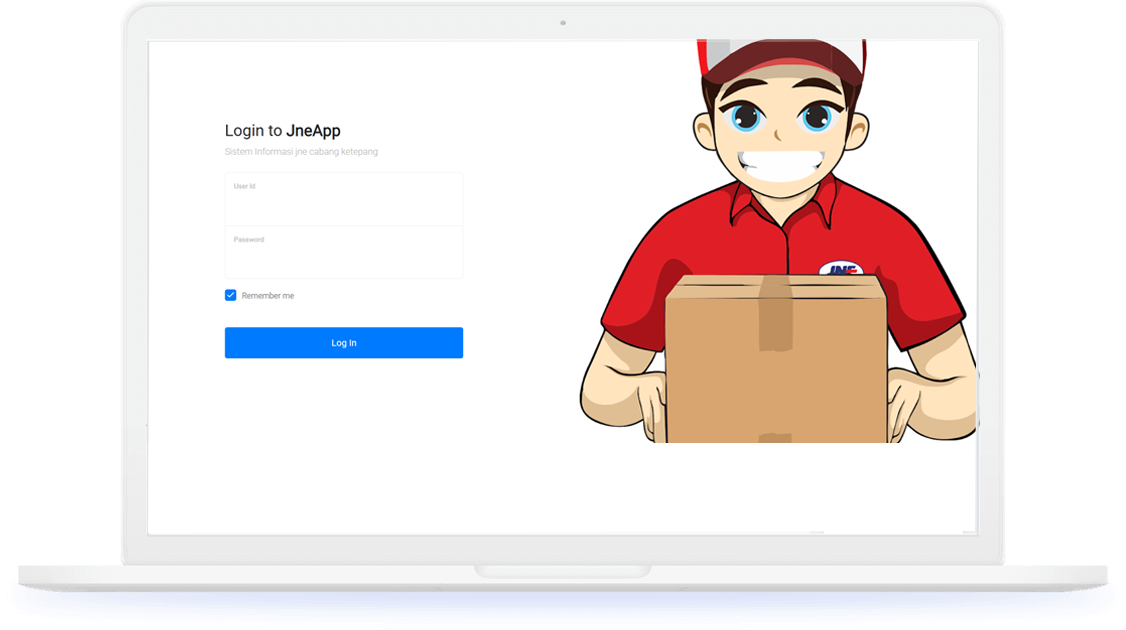 Login to JneApp
Sistem Informasi jne cabang ketepang
User Id
Password
Remember me
Log In
JNE